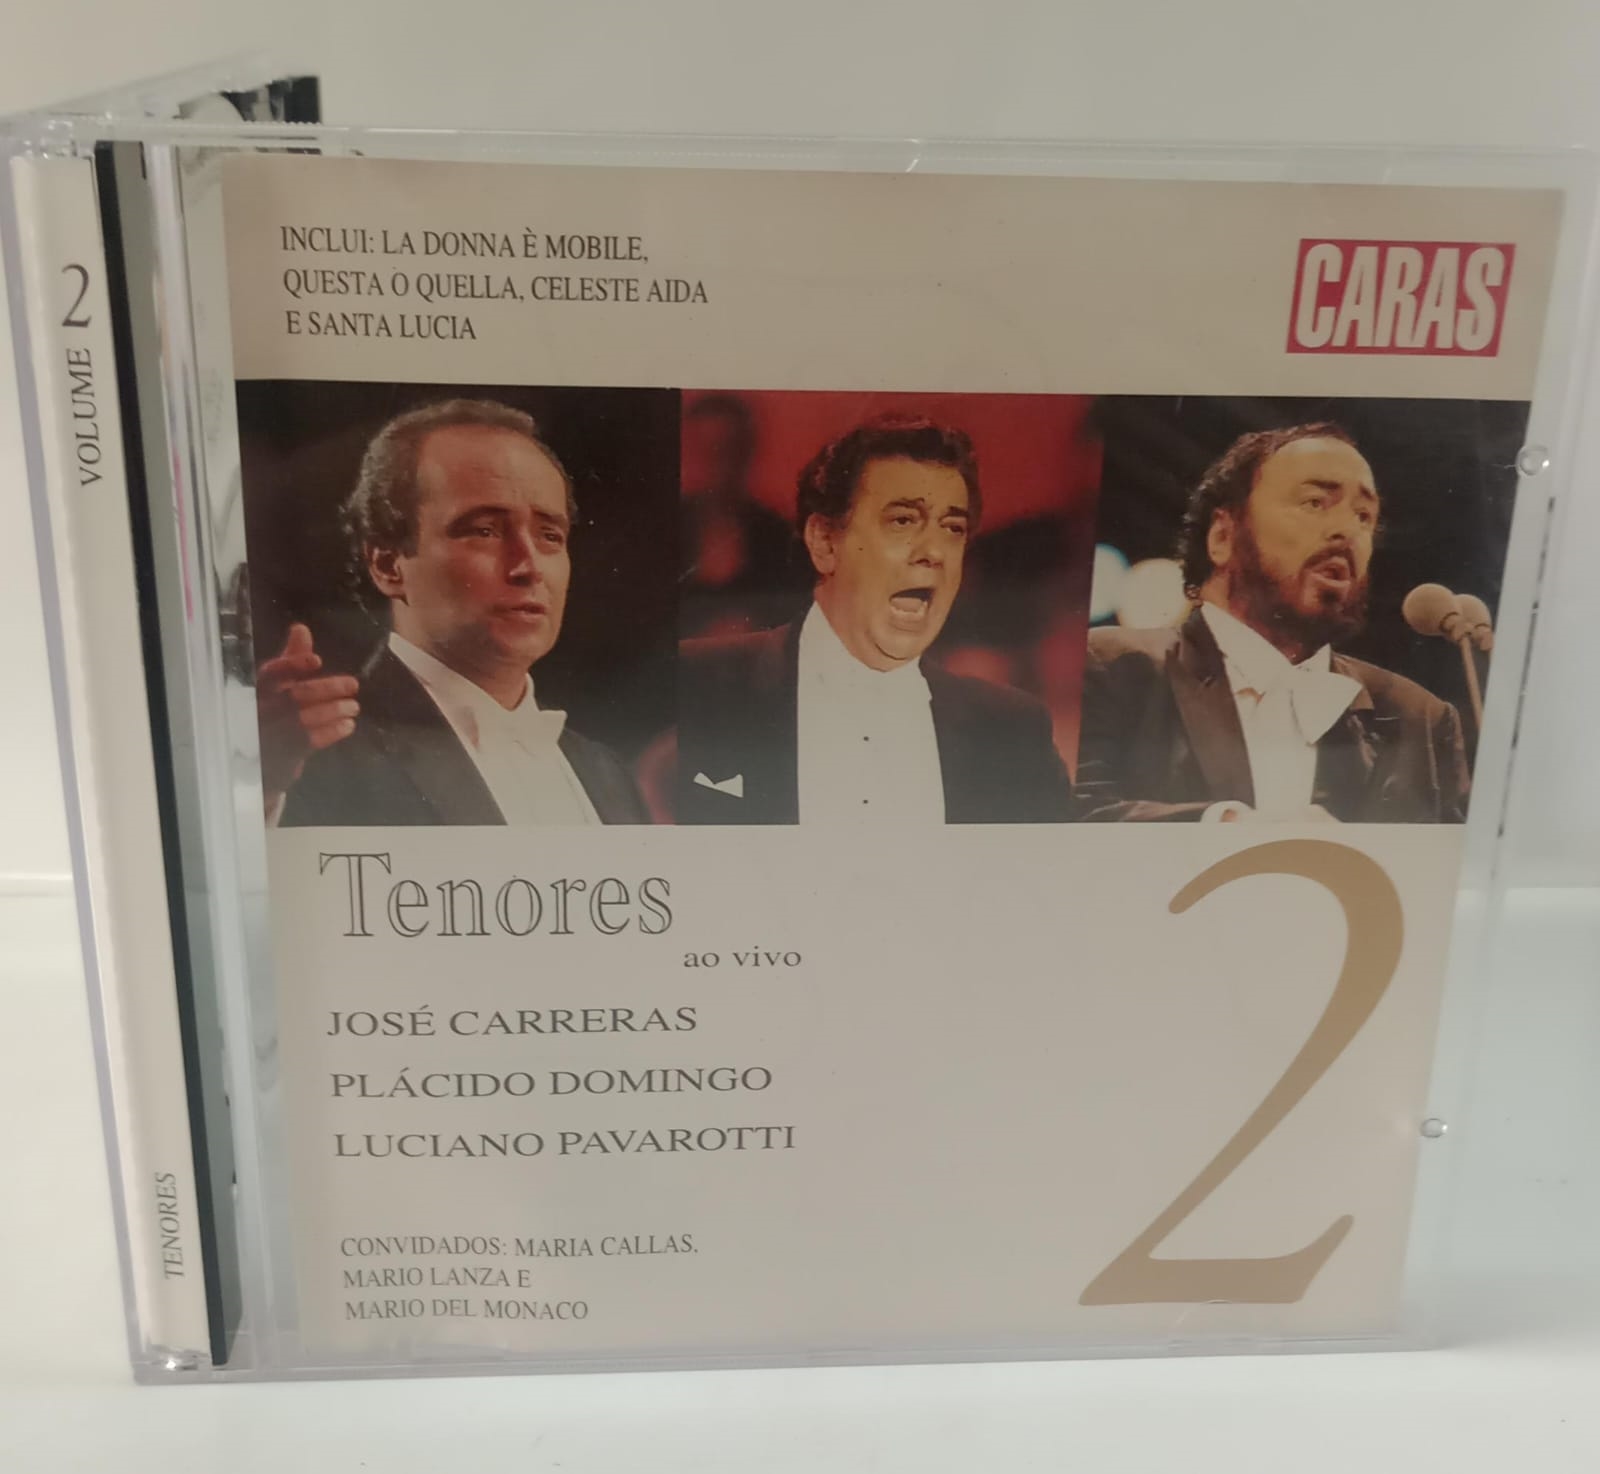 INCLUI: LA DONNA È MOBILE,
QUESTA O QUELLA, CELESTE AIDA
E SANTA LUCIA
CARAS
Tenores
ao vivo
JOSÉ CARRERAS
PLÁCIDO DOMINGO
LUCIANO PAVAROTTI
2
CONVIDADOS: MARIA CALLAS,
MARIO LANZA E
MARIO DEL MONACO
VOLUME 2
TENORES